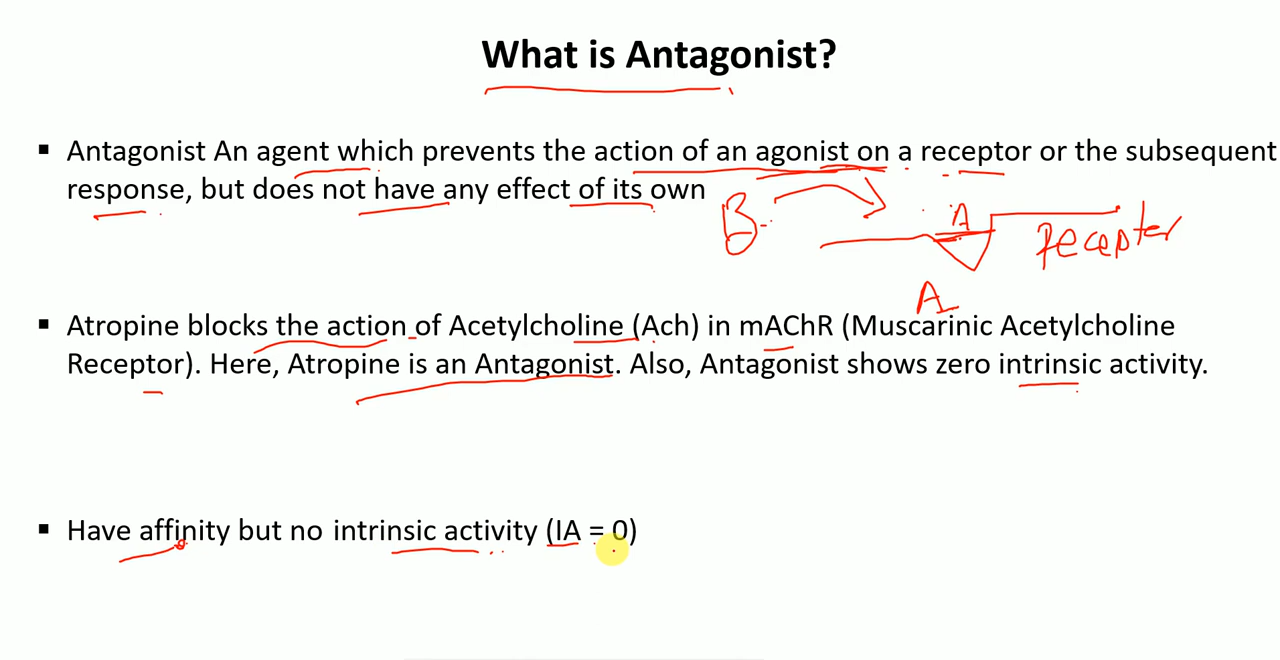 What is Antagonist?
▪ Antagonist An agent which prevents the action of an agonist on a receptor or the subsequent
response, but does not have any effect of its own
B
A
receptor
A
▪ Atropine blocks the action of Acetylcholine (Ach) in mAChR (Muscarinic Acetylcholine
Receptor). Here, Atropine is an Antagonist. Also, Antagonist shows zero intrinsic activity.
▪ Have affinity but no intrinsic activity (IA = 0)